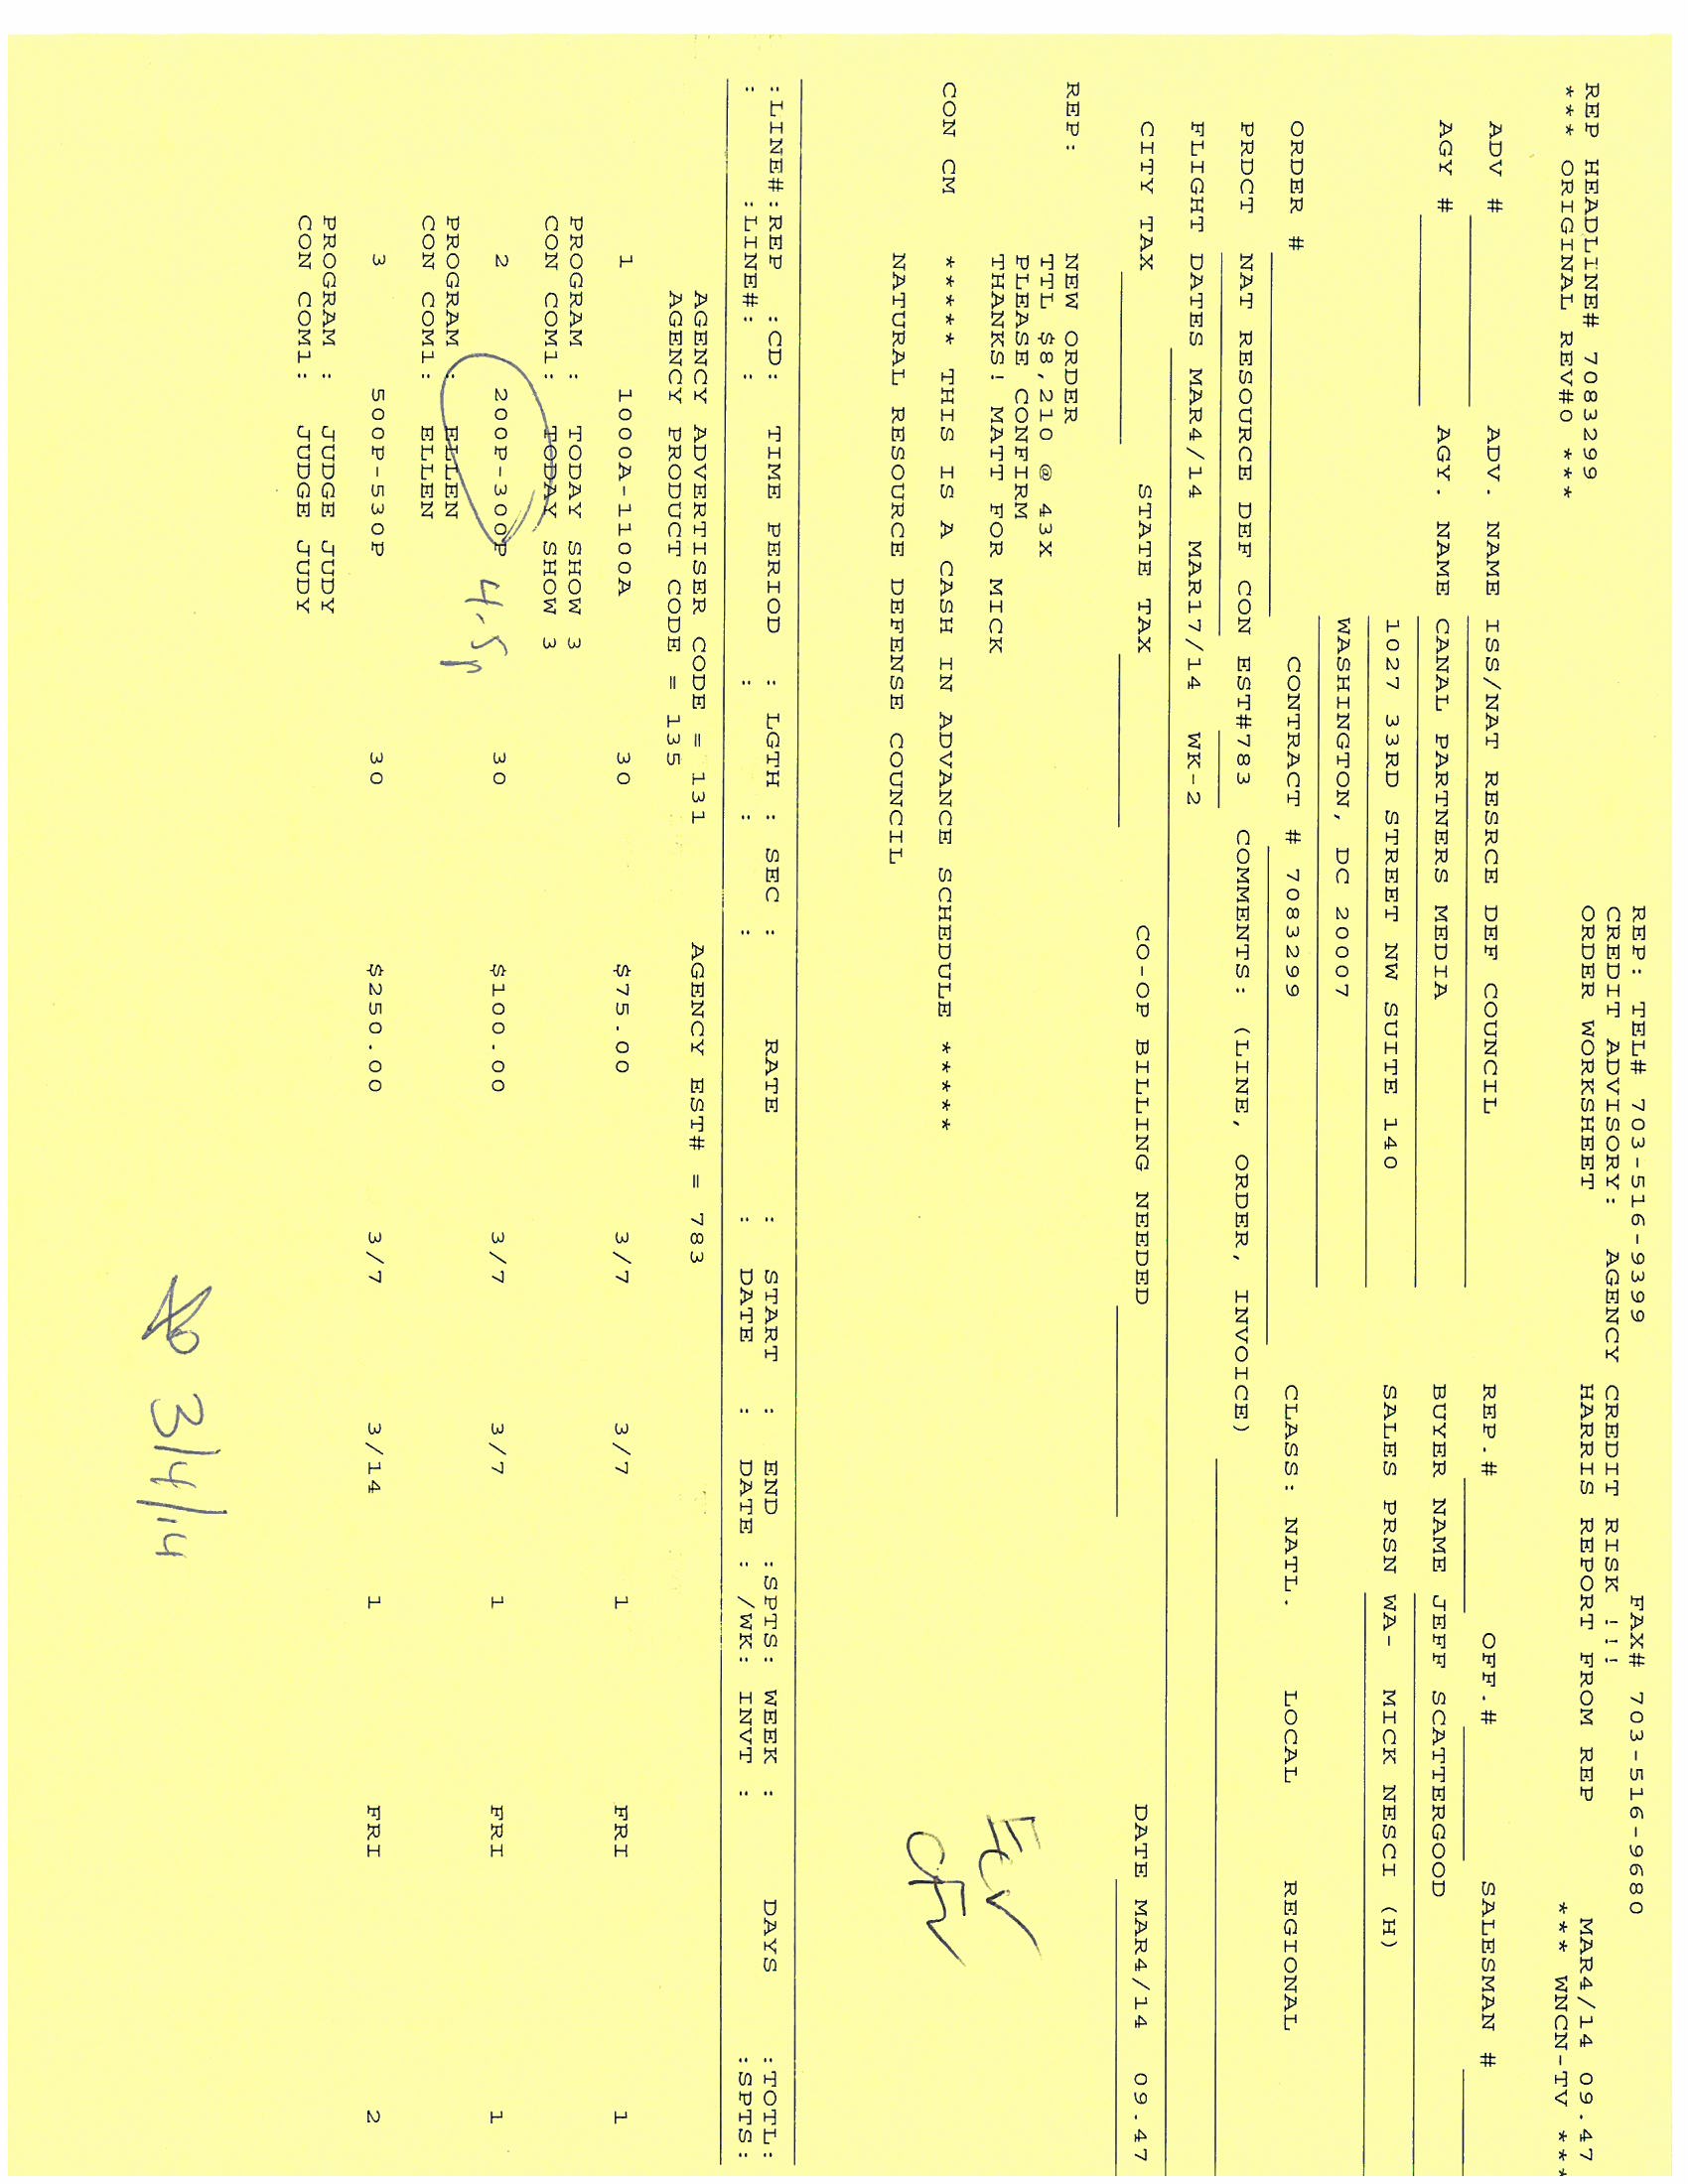 REP: TEL# 703-516-9399 FAX# 703-516-9680
CREDIT ADVISORY: AGENCY CREDIT RISK !!!
REP HEADLINE# 7083299 ORDER WORKSHEET HARRIS REPORT FROM REP MAR4/14 09.47
*** ORIGINAL REV#0 *** *** WNCN-TV ***
ADV # ADV. NAME ISS/NAT RESRCE DEF COUNCIL REP.# OFF.# SALESMAN #
AGY # AGY. NAME CANAL PARTNERS MEDIA BUYER NAME JEFF SCATTERGOOD
1027 33RD STREET NW SUITE 140 SALES PRSN WA- MICK NESCI (H)
WASHINGTON, DC 20007
ORDER # CONTRACT # 7083299 CLASS: NATL. LOCAL REGIONAL
PRDCT NAT RESOURCE DEF CON EST#783 COMMENTS: (LINE, ORDER, INVOICE)
FLIGHT DATES MAR4/14 MAR17/14 WK-2
CITY TAX STATE TAX CO-OP BILLING NEEDED DATE MAR4/14 09.47
REP: NEW ORDER
TTL $8,210 @ 43X
PLEASE CONFIRM
THANKS! MATT FOR MICK
CON CM ***** THIS IS A CASH IN ADVANCE SCHEDULE *****
NATURAL RESOURCE DEFENSE COUNCIL
:LINE#:REP :CD: TIME PERIOD : LGTH : SEC : RATE : START : END :SPTS: WEEK : DAYS :TOTL:
: :LINE#: : : : : : DATE : DATE : /WK: INVT : :SPTS:
AGENCY ADVERTISER CODE = 131 AGENCY EST# = 783
AGENCY PRODUCT CODE = 135
1 1000A-1100A 30 $75.00 3/7 3/7 1 FRI 1
PROGRAM : TODAY SHOW 3
CON COM1: TODAY SHOW 3
2 200P-300P 4-5p 30 $100.00 3/7 3/7 1 FRI 1
PROGRAM : ELLEN
CON COM1: ELLEN
3 500P-530P 30 $250.00 3/7 3/14 1 FRI 2
PROGRAM : JUDGE JUDY
CON COM1: JUDGE JUDY
3/4/14